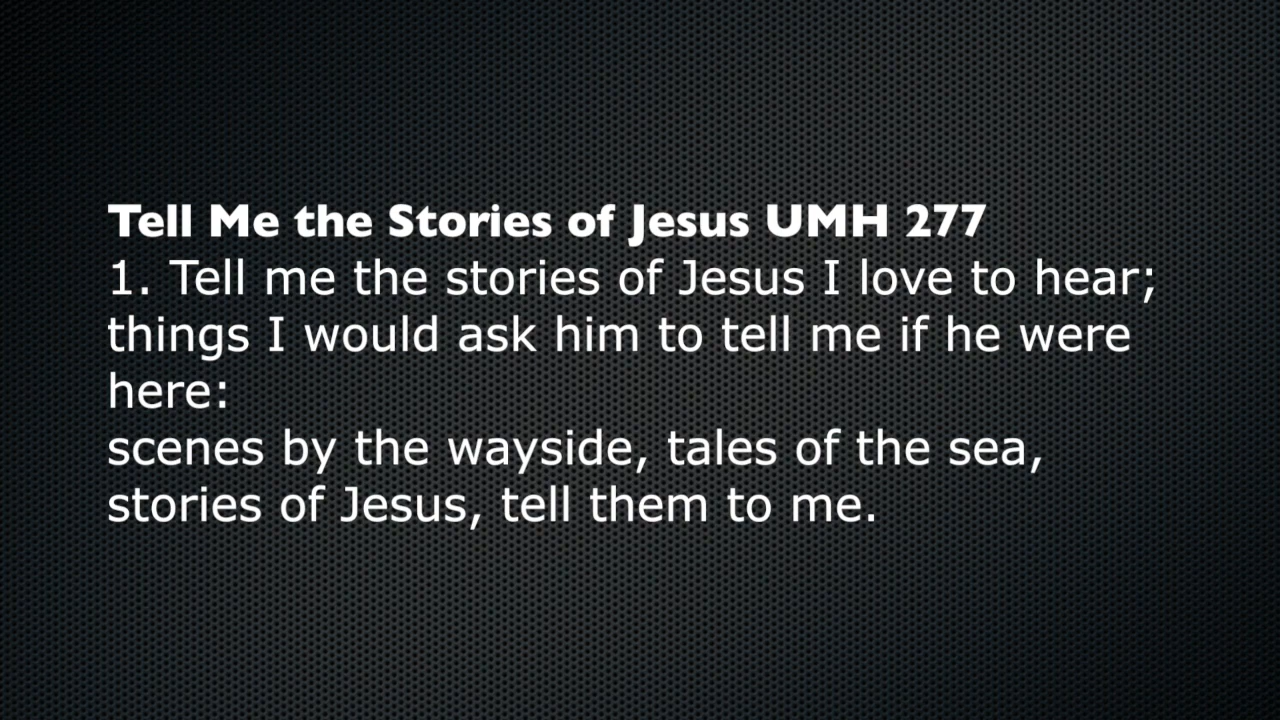 Tell Me the Stories of Jesus UMH 277
1. Tell me the stories of Jesus I love to hear;
things I would ask him to tell me if he were
here:
scenes by the wayside, tales of the sea,
stories of Jesus, tell them to me.